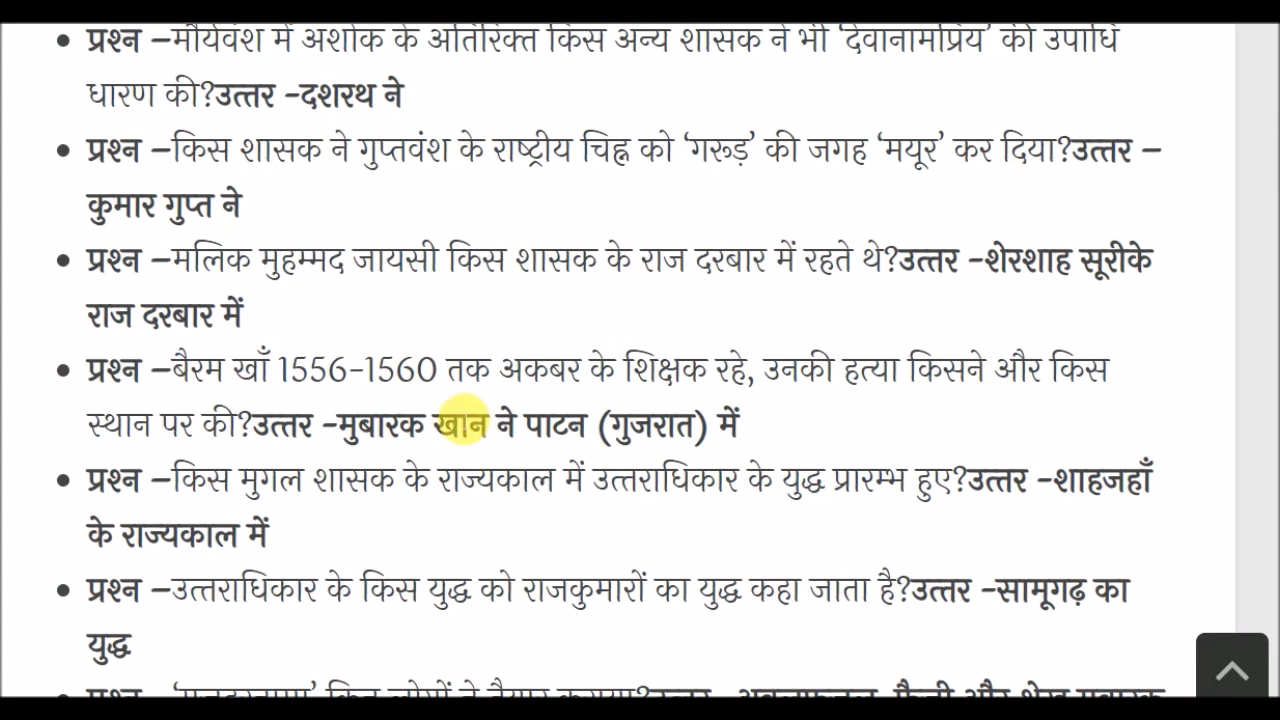 प्रश्न –मौर्यवंश में अशोक के अतिरिक्त किस अन्य शासक ने भी ‘देवानामप्रिय’ की उपाधि
धारण की?उत्तर –दशरथ ने
प्रश्न –किस शासक ने गुप्तवंश के राष्ट्रीय चिह्न को ‘गरूड़’ की जगह ‘मयूर’ कर दिया?उत्तर –
कुमार गुप्त ने
प्रश्न –मलिक मुहम्मद जायसी किस शासक के राज दरबार में रहते थे?उत्तर –शेरशाह सूरीके
राज दरबार में
प्रश्न –बैरम खाँ 1556-1560 तक अकबर के शिक्षक रहे, उनकी हत्या किसने और किस
स्थान पर की?उत्तर –मुबारक खान ने पाटन (गुजरात) में
प्रश्न –किस मुगल शासक के राज्यकाल में उत्तराधिकार के युद्ध प्रारम्भ हुए?उत्तर –शाहजहाँ
के राज्यकाल में
प्रश्न –उत्तराधिकार के किस युद्ध को राजकुमारों का युद्ध कहा जाता है?उत्तर –सामूगढ़ का
युद्ध